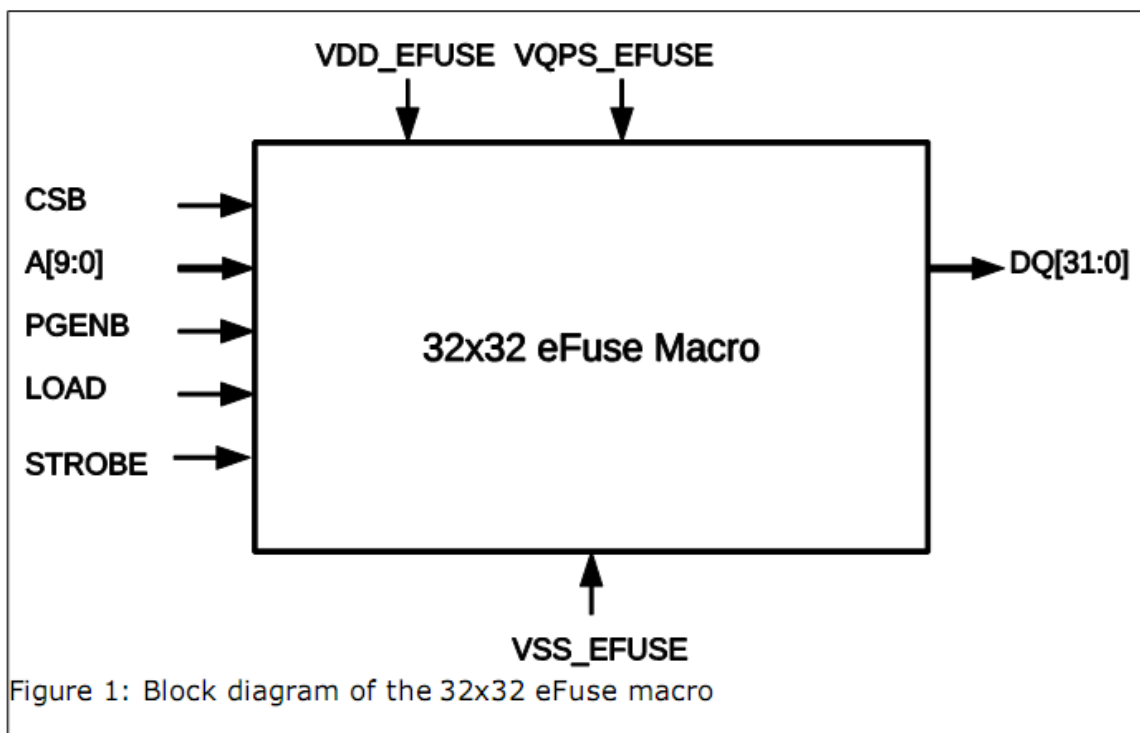 VDD_EFUSE VQPS_EFUSE
CSB
A[9:0]
DQ[31:0]
PGENB
32x32 eFuse Macro
LOAD
STROBE
VSS_EFUSE
Figure 1: Block diagram of the 32x32 eFuse macro